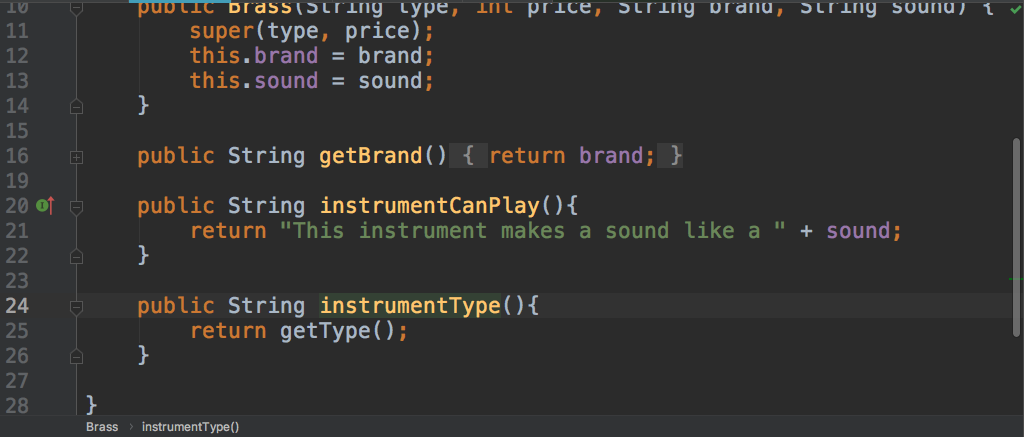 10 public Brass(String type, int price, String brand, String sound) {
11 super(type, price);
12 this.brand = brand;
13 this.sound = sound;
14 }
15
16 public String getBrand() { return brand; }
19
20 public String instrumentCanPlay(){
21 return "This instrument makes a sound like a " + sound;
22 }
23
24 public String instrumentType(){
25 return getType();
26 }
27
28 }
Brass › instrumentType()